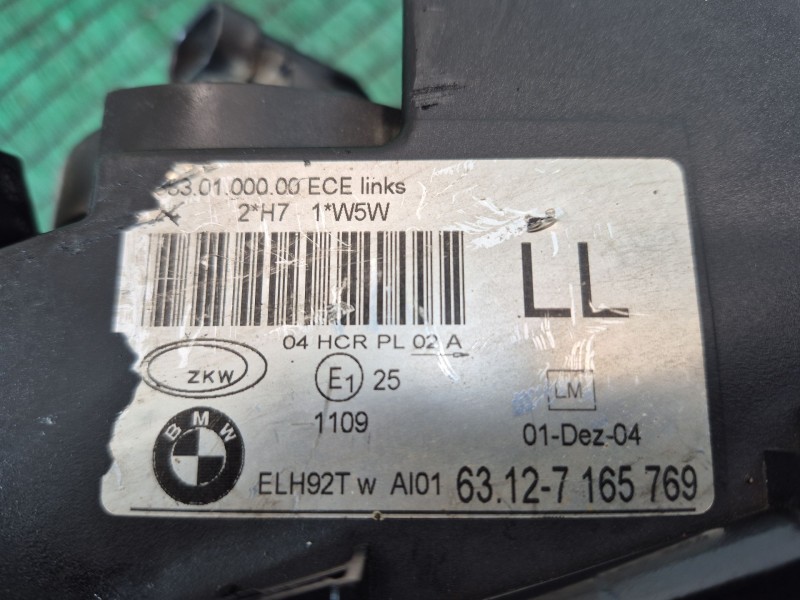 63.01.000.00 ECE links
2*H7 1*W5W
LL
04 HCR PL 02 A
ZKW
E1 25
LM
1109
01-Dez-04
BMW
ELH92T w AI01 63.12-7 165 769